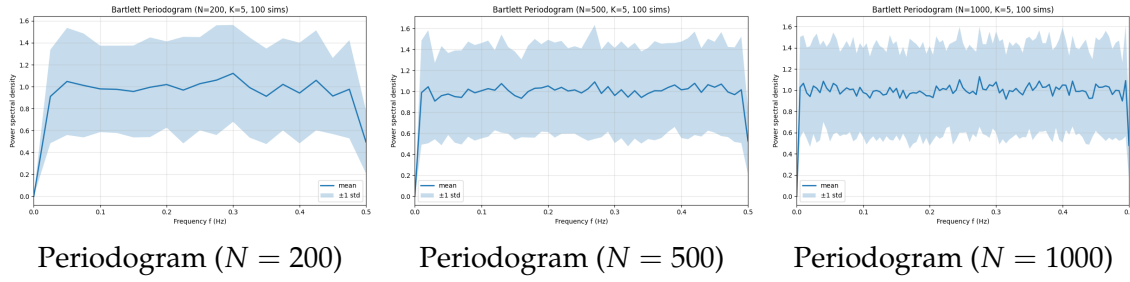 Bartlett Periodogram (N=200, K=5, 100 sims)
Power spectral density
1.6
1.4
1.2
1.0
0.8
0.6
0.4
0.2
0.0
mean
±1 std
0.0 0.1 0.2 0.3 0.4 0.5
Frequency f (Hz)
Periodogram (N = 200)
Bartlett Periodogram (N=500, K=5, 100 sims)
Power spectral density
1.6
1.4
1.2
1.0
0.8
0.6
0.4
0.2
0.0
mean
±1 std
0.0 0.1 0.2 0.3 0.4 0.5
Frequency f (Hz)
Periodogram (N = 500)
Bartlett Periodogram (N=1000, K=5, 100 sims)
Power spectral density
1.6
1.4
1.2
1.0
0.8
0.6
0.4
0.2
0.0
mean
±1 std
0.0 0.1 0.2 0.3 0.4 0.5
Frequency f (Hz)
Periodogram (N = 1000)